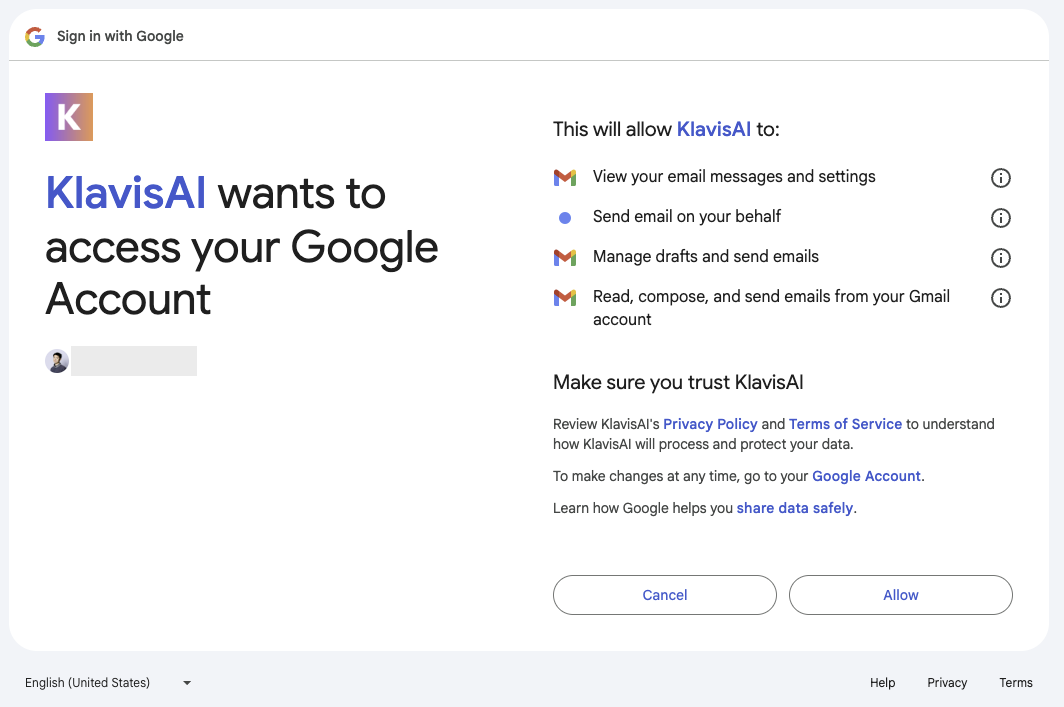 Sign in with Google
K
KlavisAI wants to
access your Google
Account
This will allow KlavisAI to:
View your email messages and settings
Send email on your behalf
Manage drafts and send emails
Read, compose, and send emails from your Gmail
account
Make sure you trust KlavisAI
Review KlavisAI's Privacy Policy and Terms of Service to understand
how KlavisAI will process and protect your data.
To make changes at any time, go to your Google Account.
Learn how Google helps you share data safely.
Cancel
Allow
English (United States)
Help
Privacy
Terms